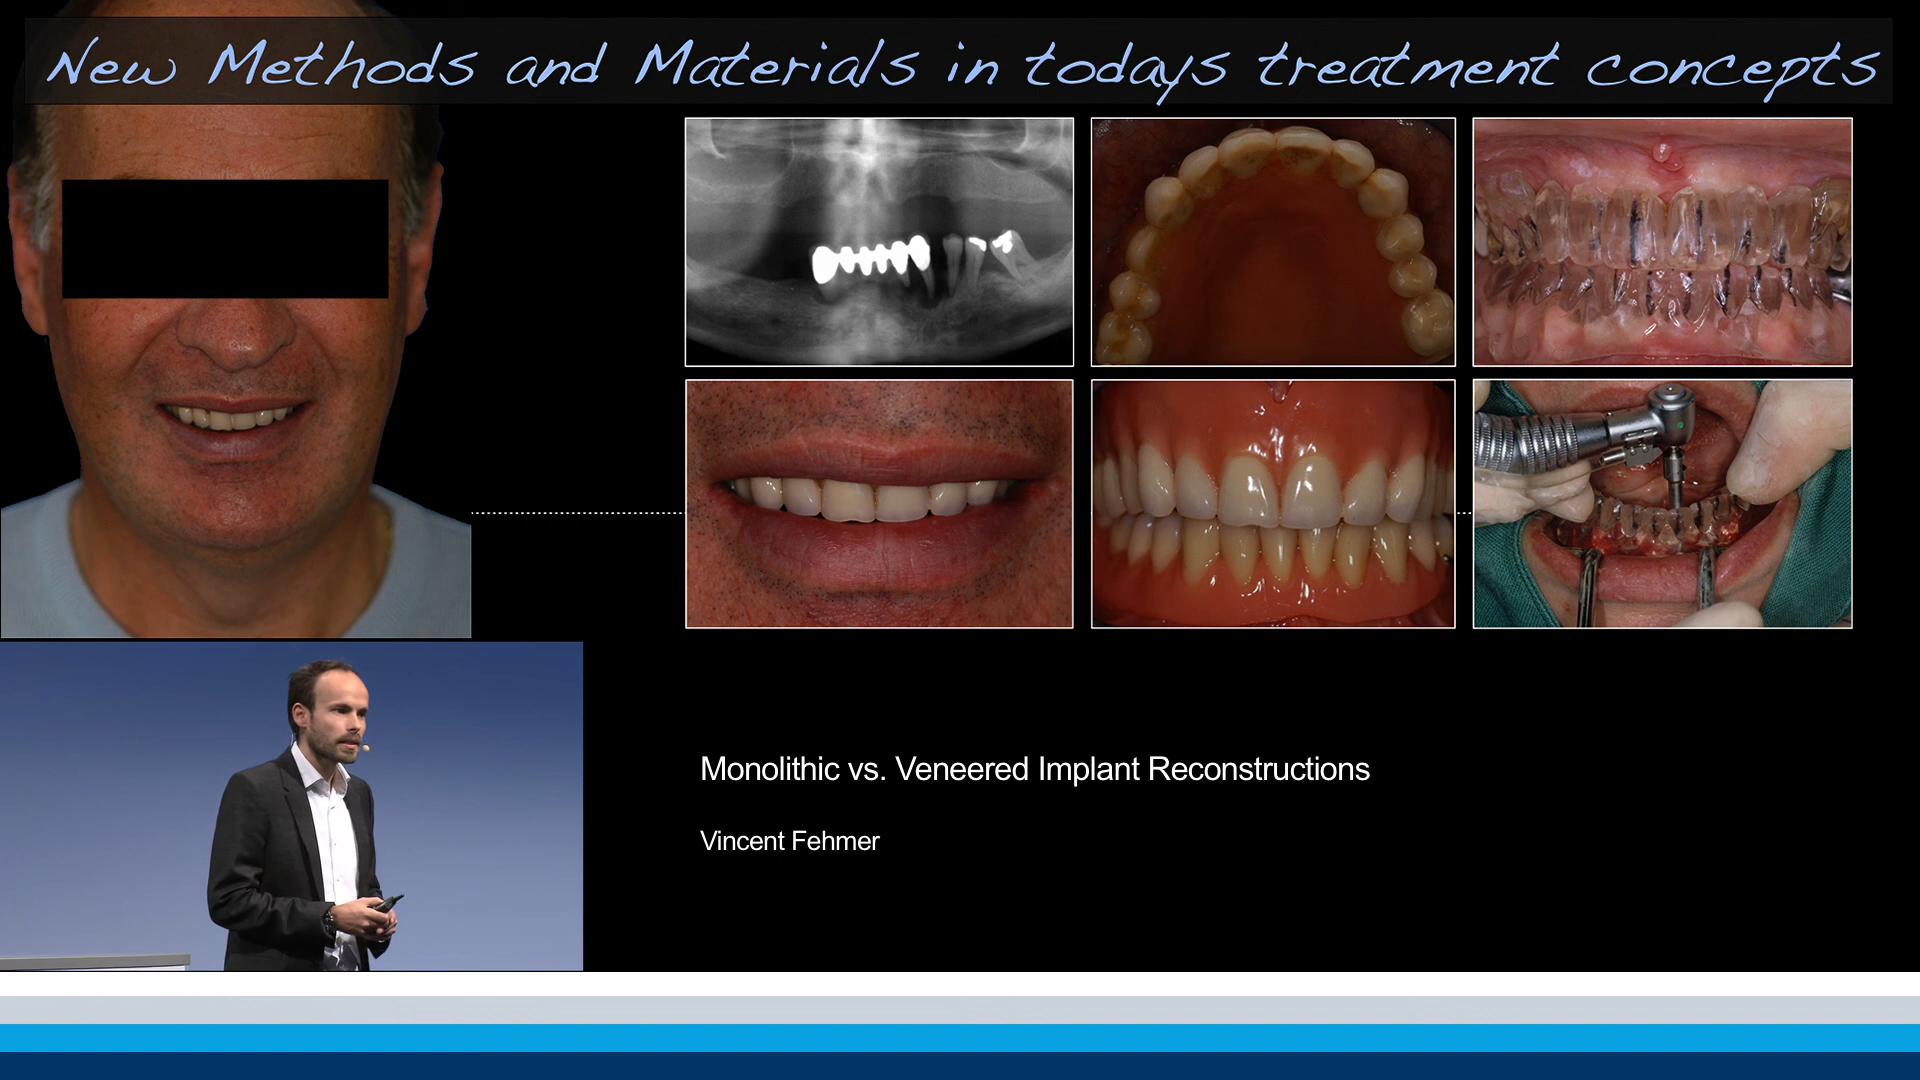 New Methods and Materials in todays treatment concepts
Monolithic vs. Veneered Implant Reconstructions
Vincent Fehmer